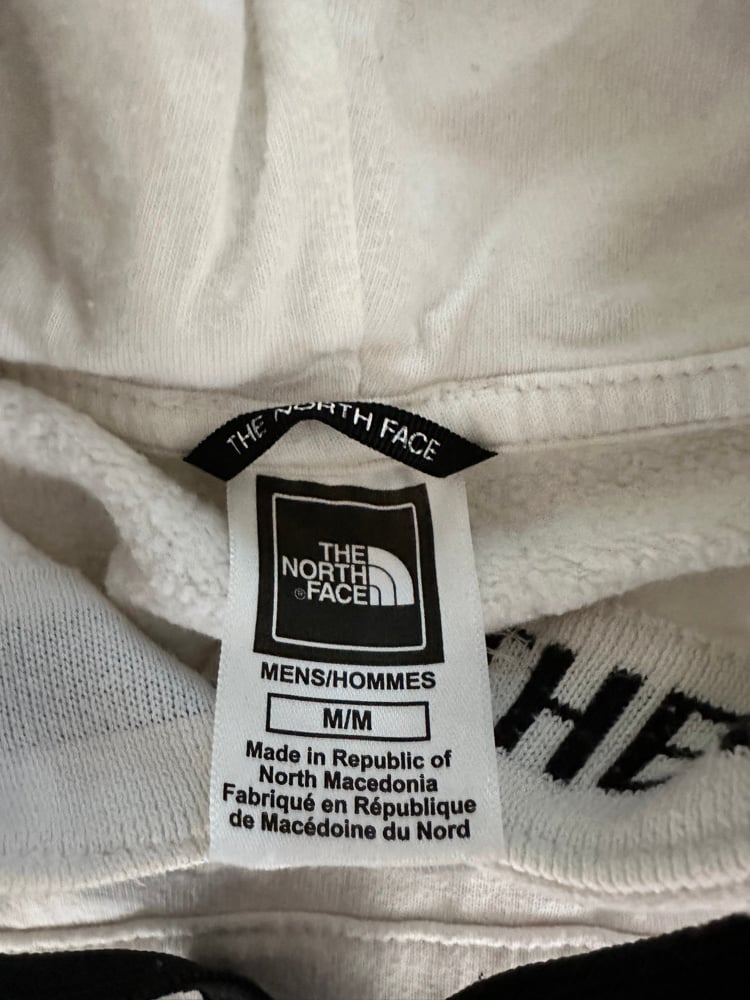 THE NORTH FACE
THE
NORTH
®FACE
MENS/HOMMES
M/M
Made in Republic of
North Macedonia
Fabriqué en République
de Macédoine du Nord
HE